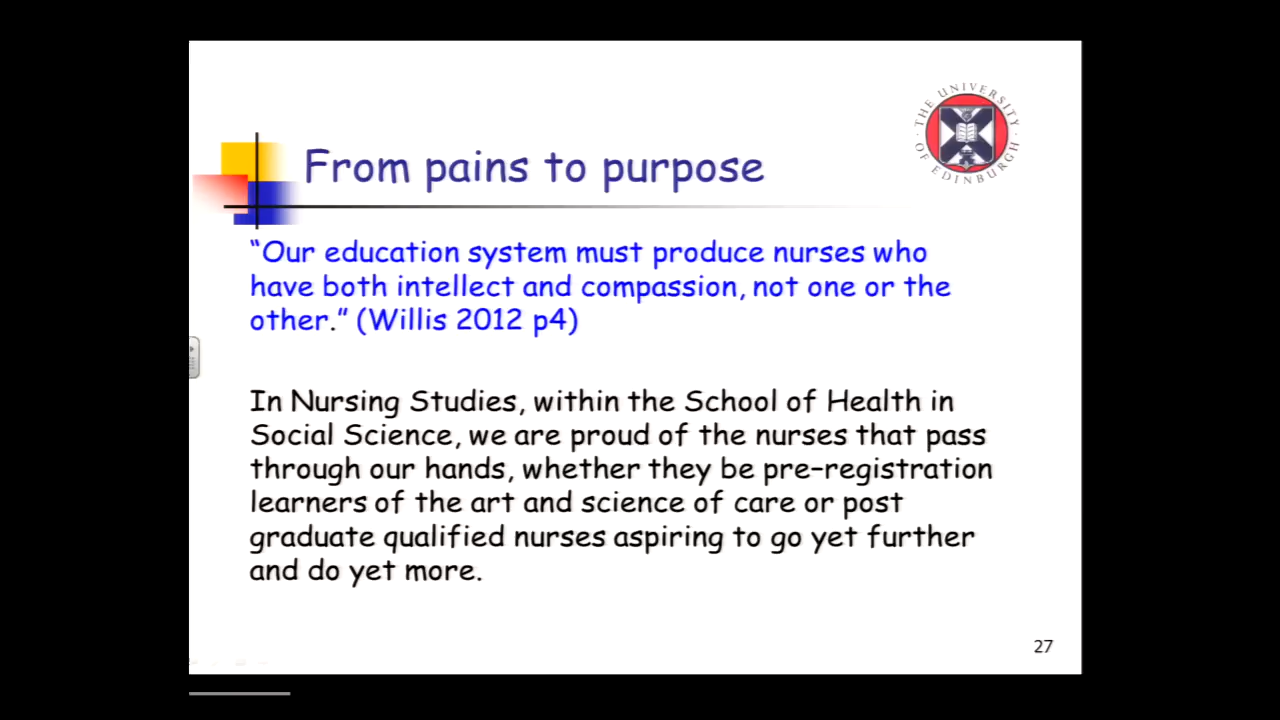 THE UNIVERSITY OF EDINBURGH
From pains to purpose
“Our education system must produce nurses who
have both intellect and compassion, not one or the
other.” (Willis 2012 p4)
In Nursing Studies, within the School of Health in
Social Science, we are proud of the nurses that pass
through our hands, whether they be pre–registration
learners of the art and science of care or post
graduate qualified nurses aspiring to go yet further
and do yet more.
27